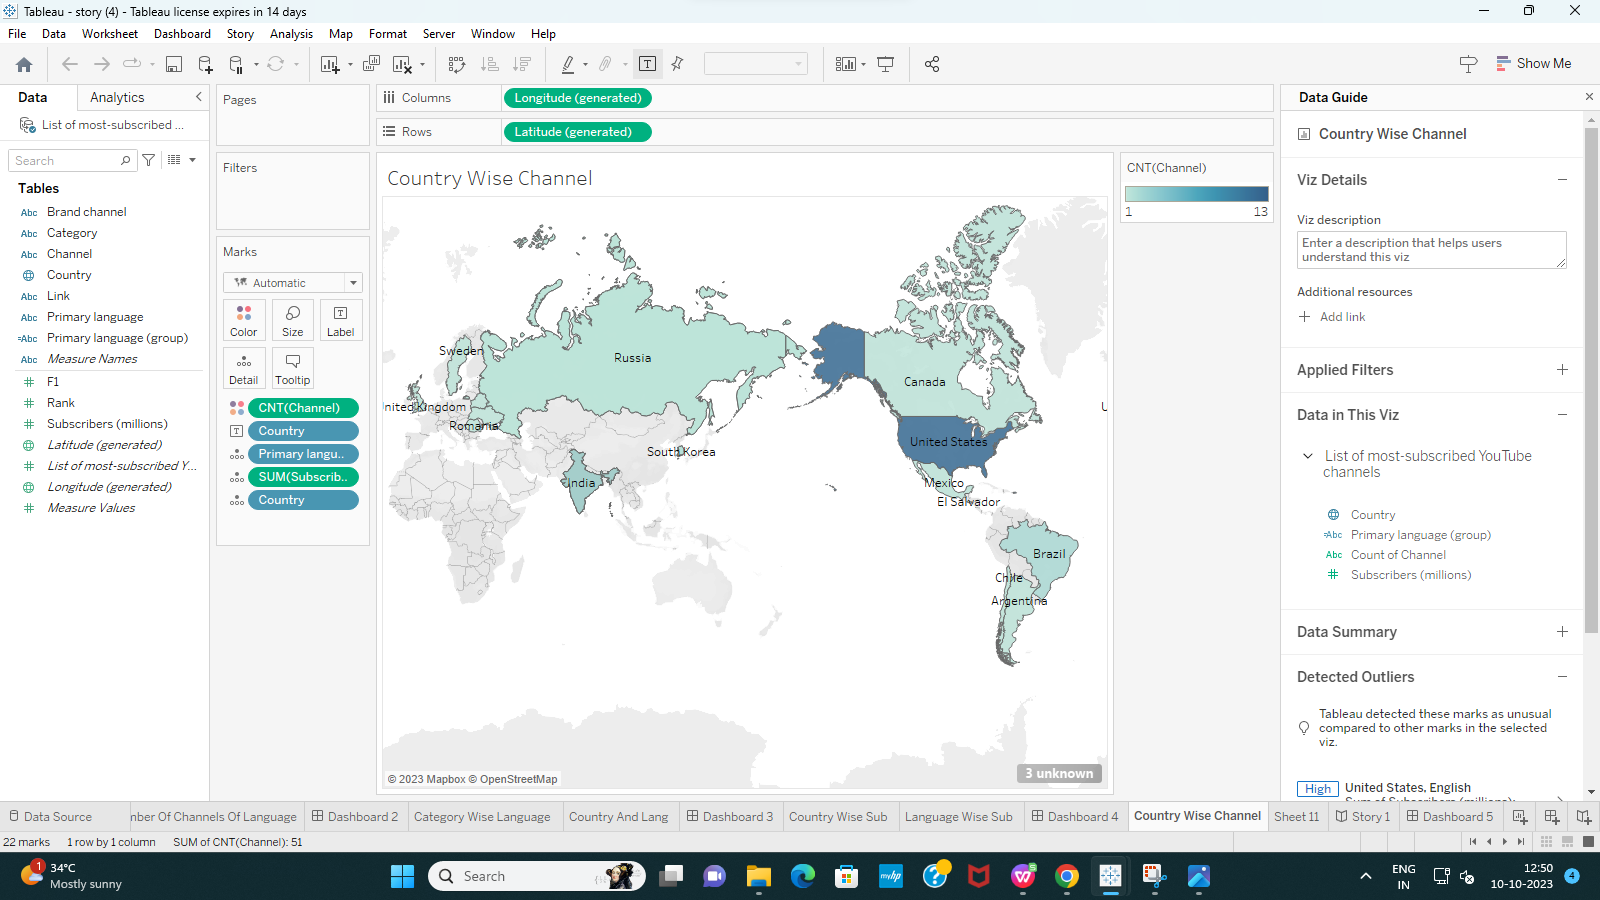 Tableau - story (4) - Tableau license expires in 14 days
File Data Worksheet Dashboard Story Analysis Map Format Server Window Help
Show Me
Data Analytics
List of most-subscribed ...
Search
Tables
Abc Brand channel
Abc Category
Abc Channel
Country
Abc Link
Abc Primary language
=Abc Primary language (group)
Abc Measure Names
F1
Rank
Subscribers (millions)
Latitude (generated)
List of most-subscribed Y...
Longitude (generated)
Measure Values
Pages
Filters
Marks
Automatic
Color Size Label
Detail Tooltip
CNT(Channel)
Country
Primary langu..
SUM(Subscrib..
Country
Columns Longitude (generated)
Rows Latitude (generated)
Country Wise Channel
Sweden
Russia
Canada
nited Kingdom
U
Romania
South Korea
United States
India
Mexico
El Salvador
Brazil
Chile
Argentina
© 2023 Mapbox © OpenStreetMap
3 unknown
CNT(Channel)
1 13
Data Guide
Country Wise Channel
Viz Details
Viz description
Enter a description that helps users
understand this viz
Additional resources
Add link
Applied Filters
Data in This Viz
List of most-subscribed YouTube
channels
Country
=Abc Primary language (group)
Abc Count of Channel
Subscribers (millions)
Data Summary
Detected Outliers
Tableau detected these marks as unusual
compared to other marks in the selected
viz.
High United States, English
Sum of Subscribers (millions):
Data Source nber Of Channels Of Language Dashboard 2 Category Wise Language Country And Lang Dashboard 3 Country Wise Sub Language Wise Sub Dashboard 4 Country Wise Channel Sheet 11 Story 1 Dashboard 5
22 marks 1 row by 1 column SUM of CNT(Channel): 51
1
34°C
Mostly sunny
Search
myhp
ENG
IN
12:50
10-10-2023
4